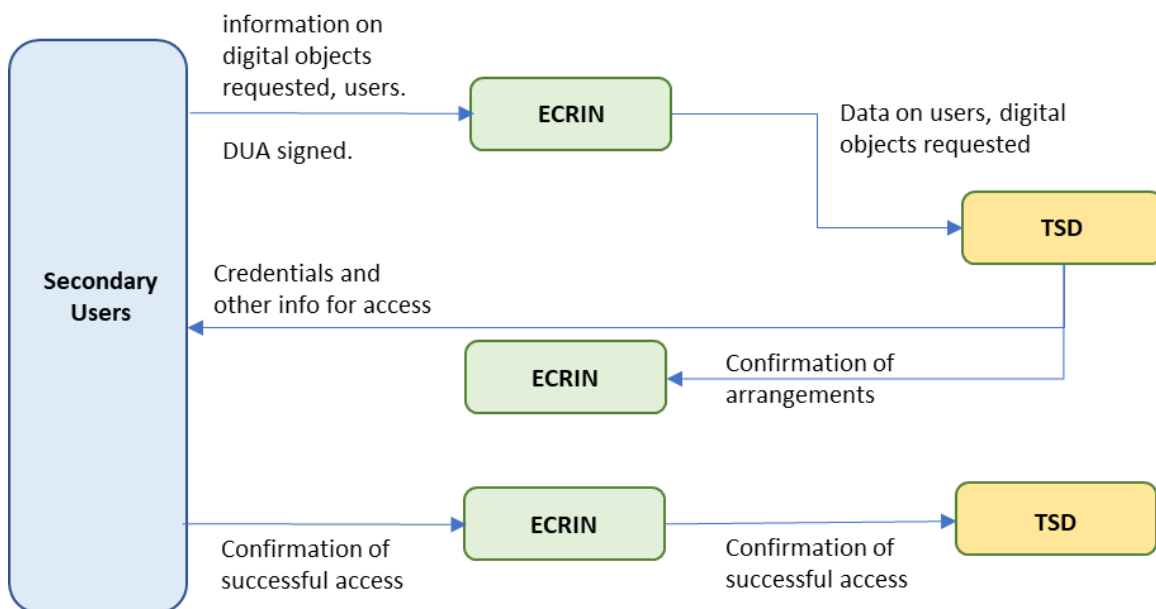 information on
digital objects
requested, users.
DUA signed.
ECRIN
Data on users, digital
objects requested
TSD
Secondary
Users
Credentials and
other info for access
ECRIN
Confirmation of
arrangements
ECRIN
TSD
Confirmation of
successful access
Confirmation of
successful access